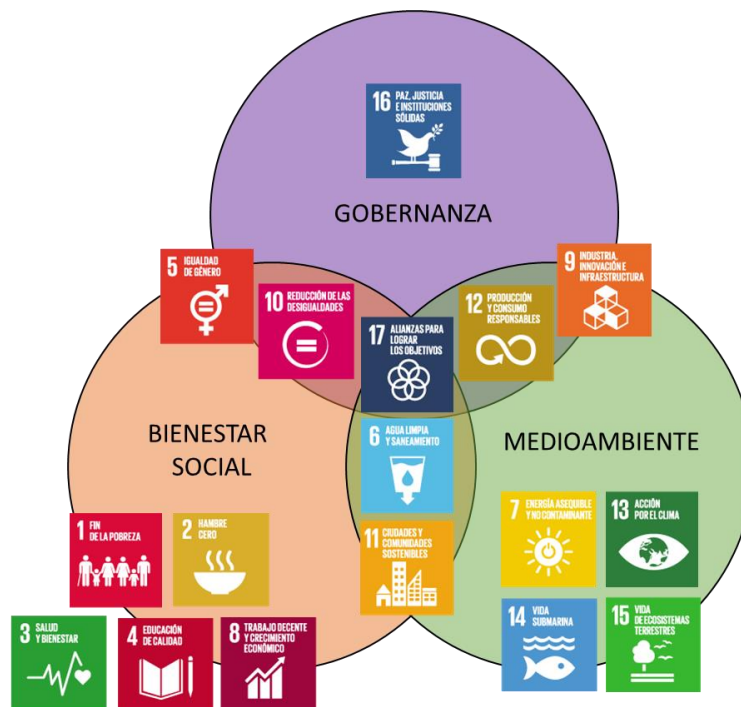 16 PAZ, JUSTICIA
E INSTITUCIONES
SÓLIDAS
GOBERNANZA
5 IGUALDAD
DE GÉNERO
10 REDUCCIÓN DE LAS
DESIGUALDADES
17 ALIANZAS PARA
LOGRAR
LOS OBJETIVOS
12 PRODUCCIÓN
Y CONSUMO
RESPONSABLES
9 INDUSTRIA,
INNOVACIÓN E
INFRAESTRUCTURA
BIENESTAR
SOCIAL
6 AGUA LIMPIA
Y SANEAMIENTO
MEDIOAMBIENTE
1 FIN
DE LA POBREZA
2 HAMBRE
CERO
11 CIUDADES Y
COMUNIDADES
SOSTENIBLES
7 ENERGÍA ASEQUIBLE
Y NO CONTAMINANTE
13 ACCIÓN
POR EL CLIMA
3 SALUD
Y BIENESTAR
4 EDUCACIÓN
DE CALIDAD
8 TRABAJO DECENTE
Y CRECIMIENTO
ECONÓMICO
14 VIDA
SUBMARINA
15 VIDA
DE ECOSISTEMAS
TERRESTRES